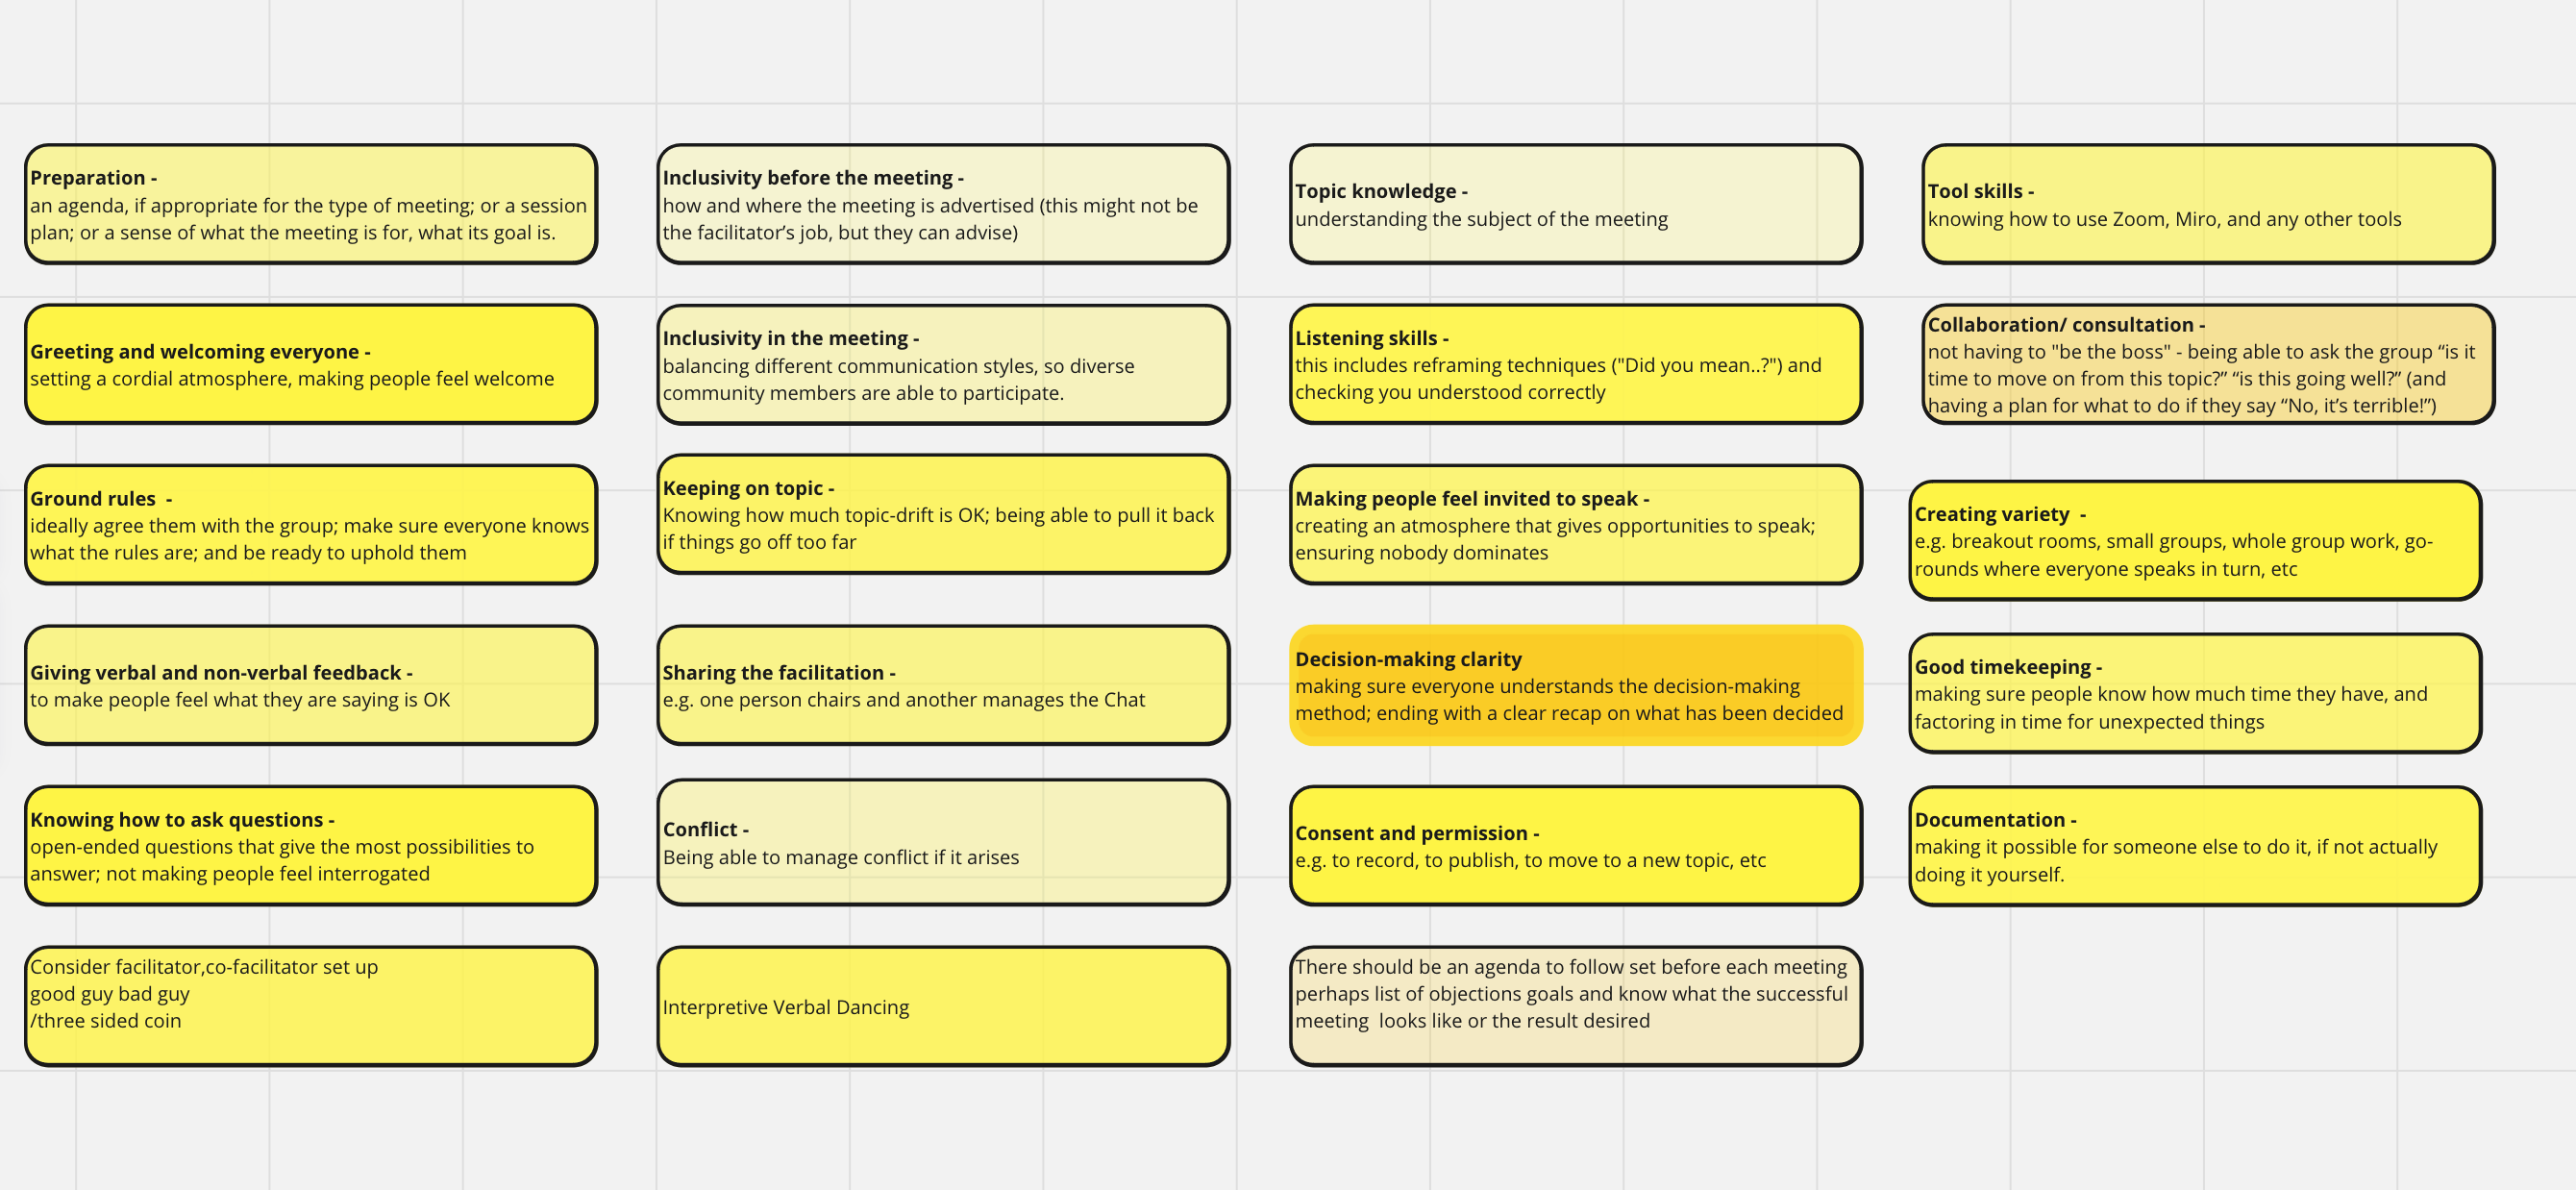 Preparation -
an agenda, if appropriate for the type of meeting; or a session
plan; or a sense of what the meeting is for, what its goal is.
Inclusivity before the meeting -
how and where the meeting is advertised (this might not be
the facilitator’s job, but they can advise)
Topic knowledge -
understanding the subject of the meeting
Tool skills -
knowing how to use Zoom, Miro, and any other tools
Greeting and welcoming everyone -
setting a cordial atmosphere, making people feel welcome
Inclusivity in the meeting -
balancing different communication styles, so diverse
community members are able to participate.
Listening skills -
this includes reframing techniques ("Did you mean..?") and
checking you understood correctly
Collaboration/ consultation -
not having to "be the boss" - being able to ask the group “is it
time to move on from this topic?” “is this going well?” (and
having a plan for what to do if they say “No, it’s terrible!”)
Ground rules  -
ideally agree them with the group; make sure everyone knows
what the rules are; and be ready to uphold them
Keeping on topic -
Knowing how much topic-drift is OK; being able to pull it back
if things go off too far
Making people feel invited to speak -
creating an atmosphere that gives opportunities to speak;
ensuring nobody dominates
Creating variety  -
e.g. breakout rooms, small groups, whole group work, go-
rounds where everyone speaks in turn, etc
Giving verbal and non-verbal feedback -
to make people feel what they are saying is OK
Sharing the facilitation -
e.g. one person chairs and another manages the Chat
Decision-making clarity
making sure everyone understands the decision-making
method; ending with a clear recap on what has been decided
Good timekeeping -
making sure people know how much time they have, and
factoring in time for unexpected things
Knowing how to ask questions -
open-ended questions that give the most possibilities to
answer; not making people feel interrogated
Conflict -
Being able to manage conflict if it arises
Consent and permission -
e.g. to record, to publish, to move to a new topic, etc
Documentation -
making it possible for someone else to do it, if not actually
doing it yourself.
Consider facilitator,co-facilitator set up
good guy bad guy
/three sided coin
Interpretive Verbal Dancing
There should be an agenda to follow set before each meeting
perhaps list of objections goals and know what the successful
meeting  looks like or the result desired